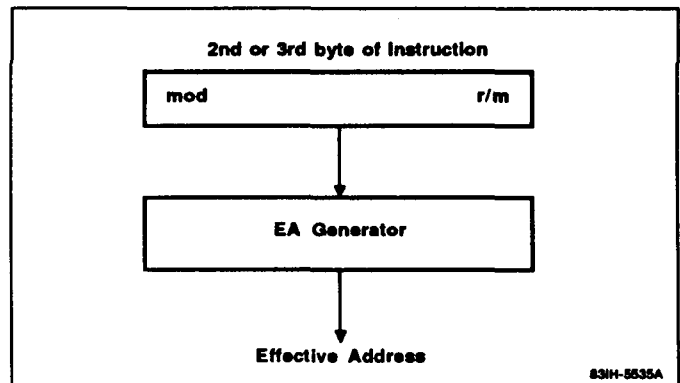 2nd or 3rd byte of Instruction
mod r/m
EA Generator
Effective Address
83IH-5535A